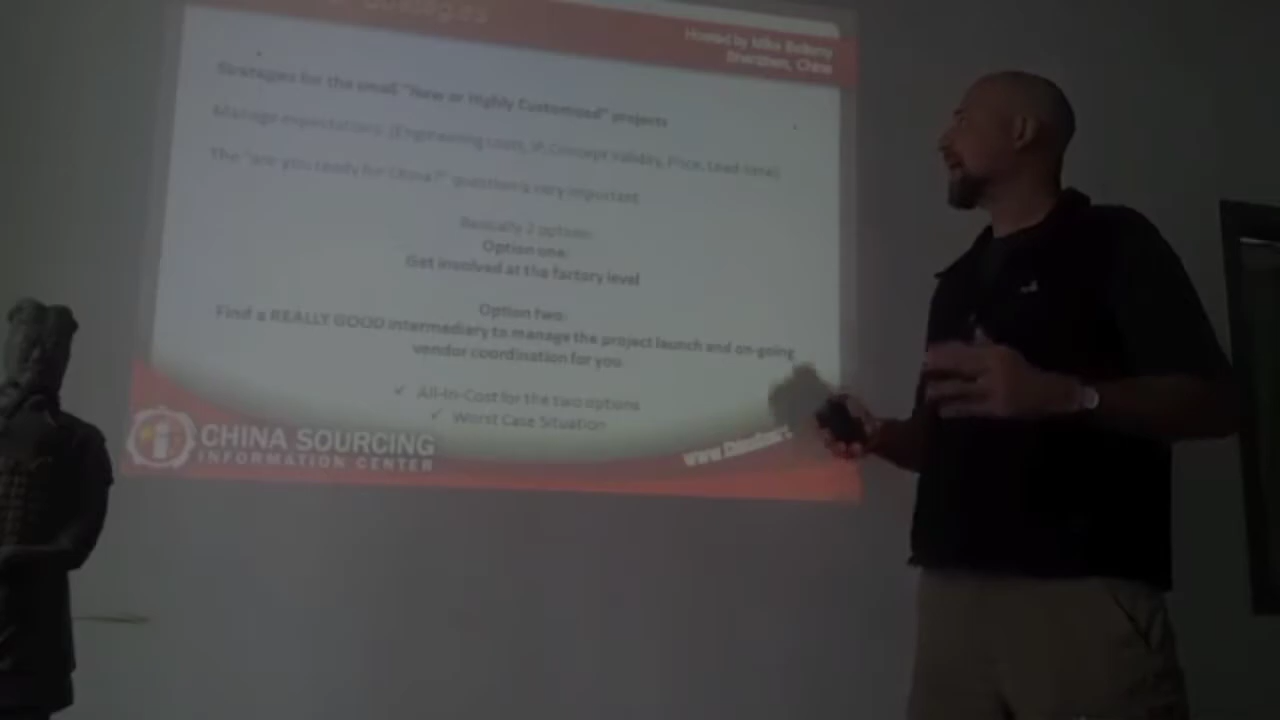 Strategies
Hosted by Mike Bellamy
Shenzhen, China
Strategies for the small "New or Highly Customized" projects
Manage expectations (Engineering costs, IP, Concept Validity, Price, Lead-time)
The "are you ready for China?" question is very important
Basically 2 options:
Option one:
Get involved at the factory level
Option two:
Find a REALLY GOOD intermediary to manage the project launch and on-going
vendor coordination for you
✓ All-In-Cost for the two options
✓ Worst Case Situation
CHINA SOURCING
INFORMATION CENTER